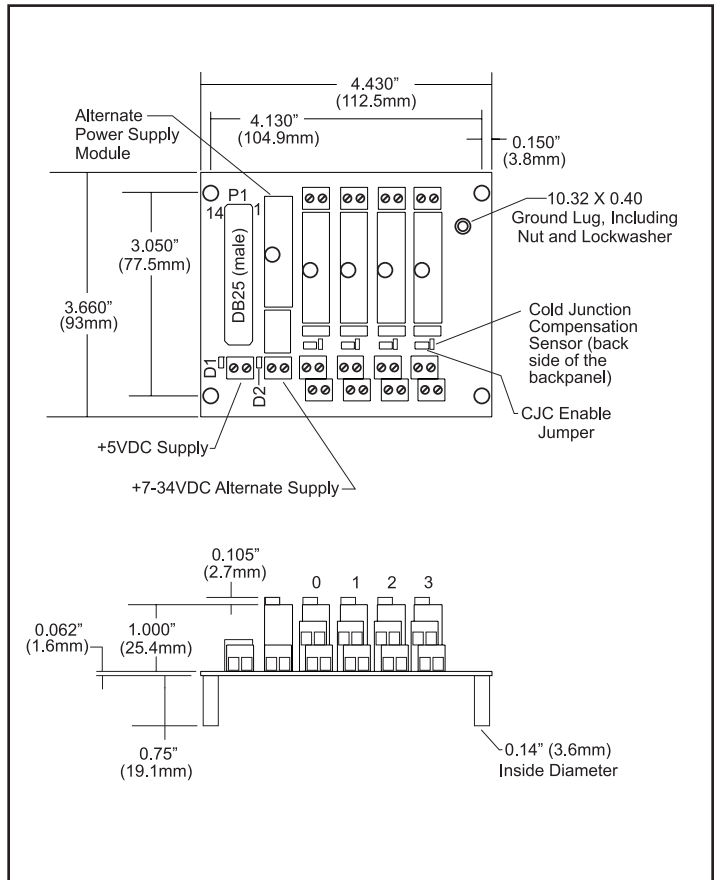 4.430”
(112.5mm)
Alternate
Power Supply
Module
4.130”
(104.9mm)
0.150”
(3.8mm)
P1
14
1
10.32 X 0.40
Ground Lug, Including
Nut and Lockwasher
3.050”
(77.5mm)
DB25 (male)
3.660”
(93mm)
Cold Junction
Compensation
Sensor (back
side of the
backpanel)
D1
D2
CJC Enable
Jumper
+5VDC Supply
+7-34VDC Alternate Supply
0.105”
(2.7mm)
0 1 2 3
0.062”
(1.6mm)
1.000”
(25.4mm)
0.75”
(19.1mm)
0.14” (3.6mm)
Inside Diameter